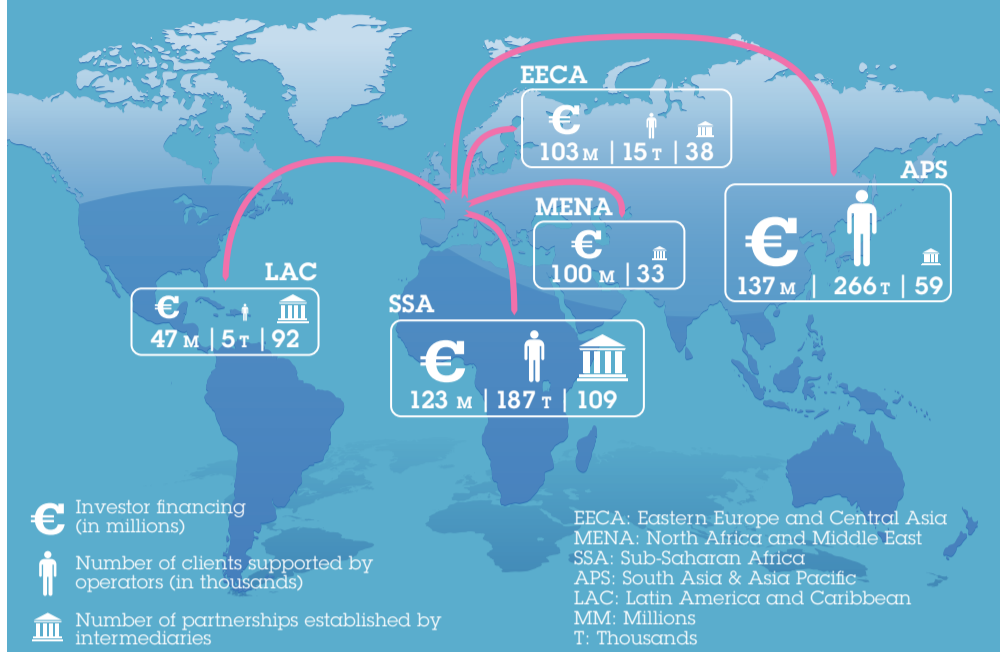 EECA
€
103 M | 15 T | 38
APS
€
137 M | 266 T | 59
MENA
€
100 M | 33
LAC
€
47 M | 5 T | 92
SSA
€
123 M | 187 T | 109
€ Investor financing
(in millions)
Number of clients supported by
operators (in thousands)
Number of partnerships established by
intermediaries
EECA: Eastern Europe and Central Asia
MENA: North Africa and Middle East
SSA: Sub-Saharan Africa
APS: South Asia & Asia Pacific
LAC: Latin America and Caribbean
MM: Millions
T: Thousands